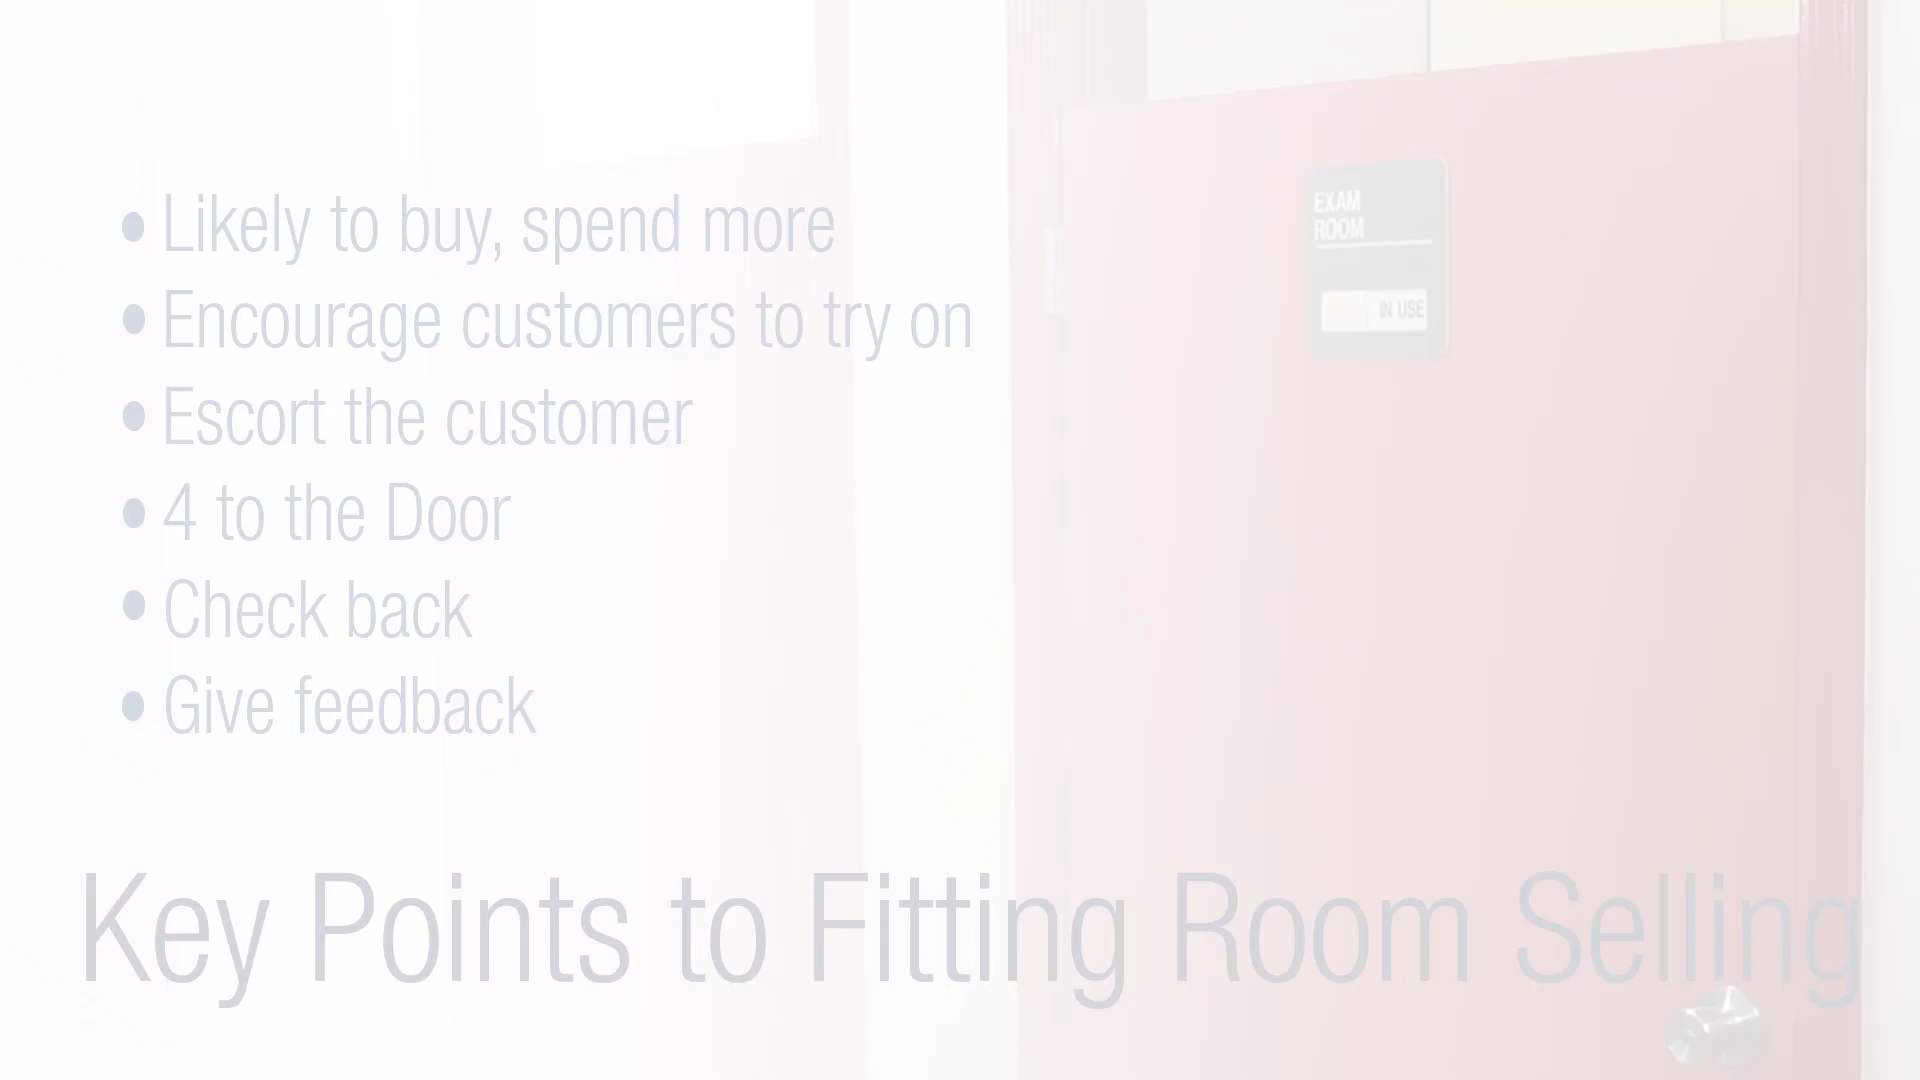 • Likely to buy, spend more
• Encourage customers to try on
• Escort the customer
• 4 to the Door
• Check back
• Give feedback
Key Points to Fitting Room Selling
EXAM
ROOM
IN USE